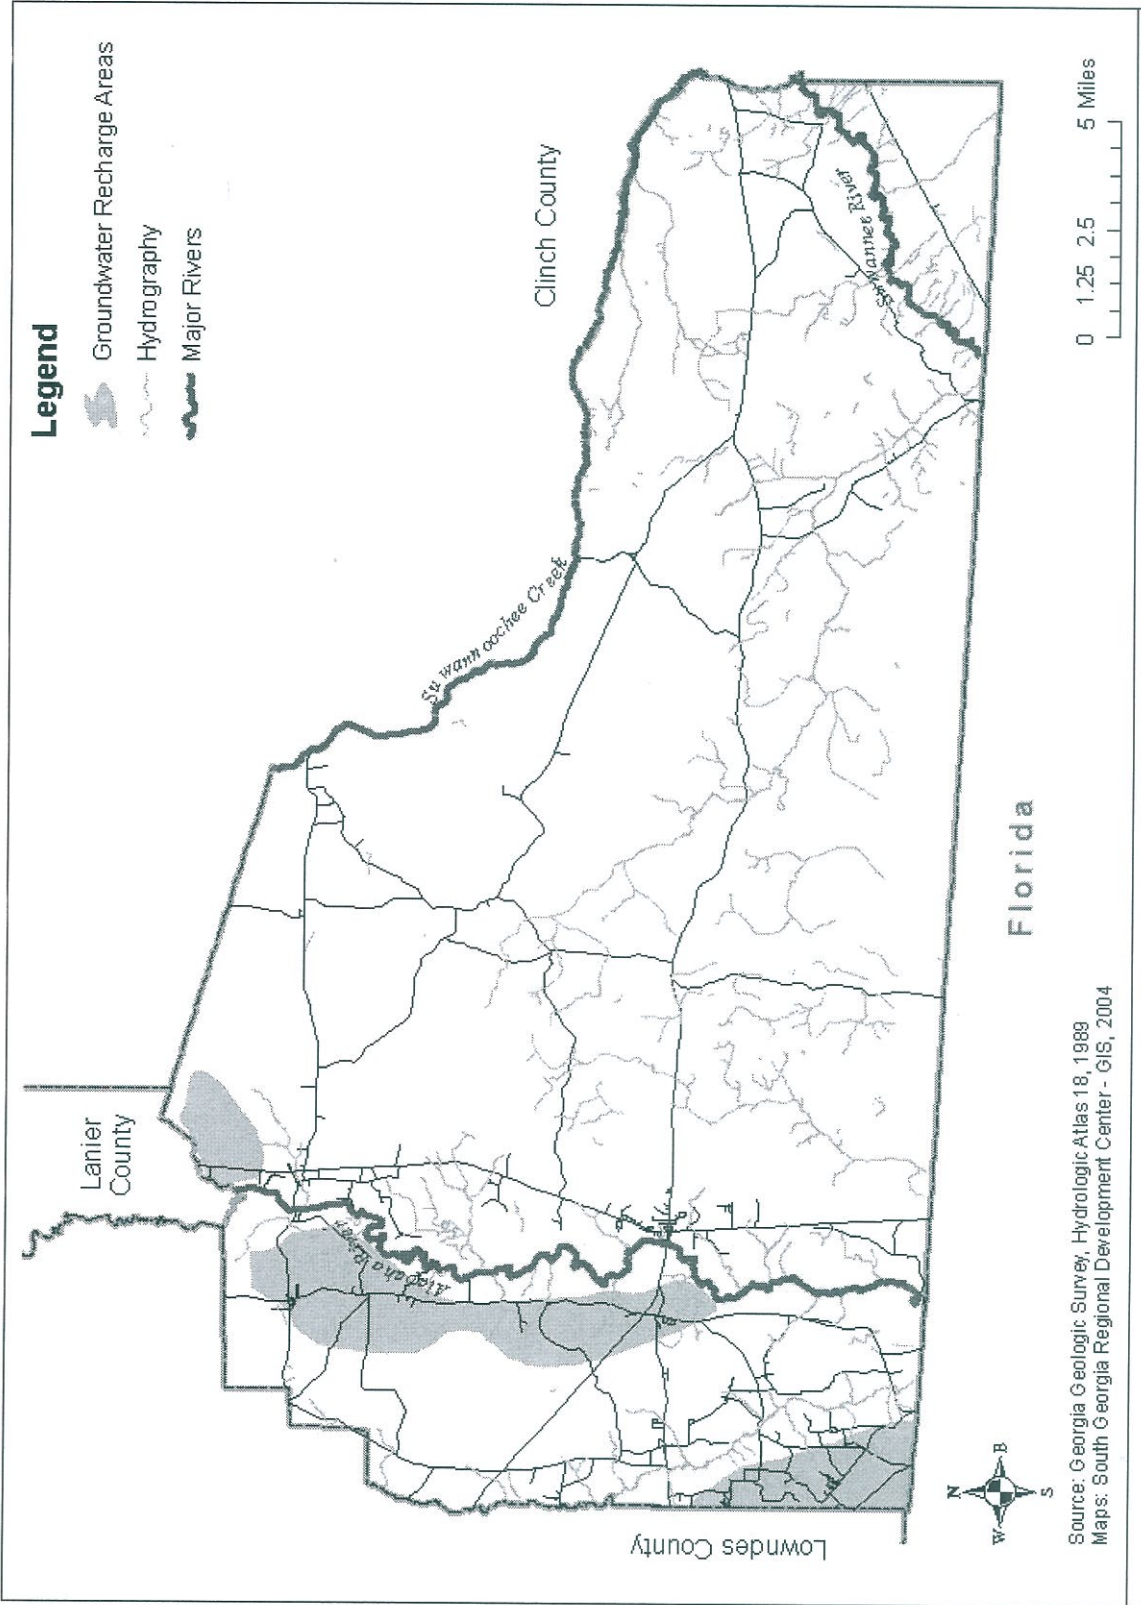 Legend
Groundwater Recharge Areas
Hydrography
Major Rivers
Lanier
County
Clinch County
Suwannoochee Creek
Alapaha River
Suwannee River
Lowndes County
Florida
N
W
E
S
0 1.25 2.5 5 Miles
Source: Georgia Geologic Survey, Hydrologic Atlas 18, 1989
Maps: South Georgia Regional Development Center - GIS, 2004